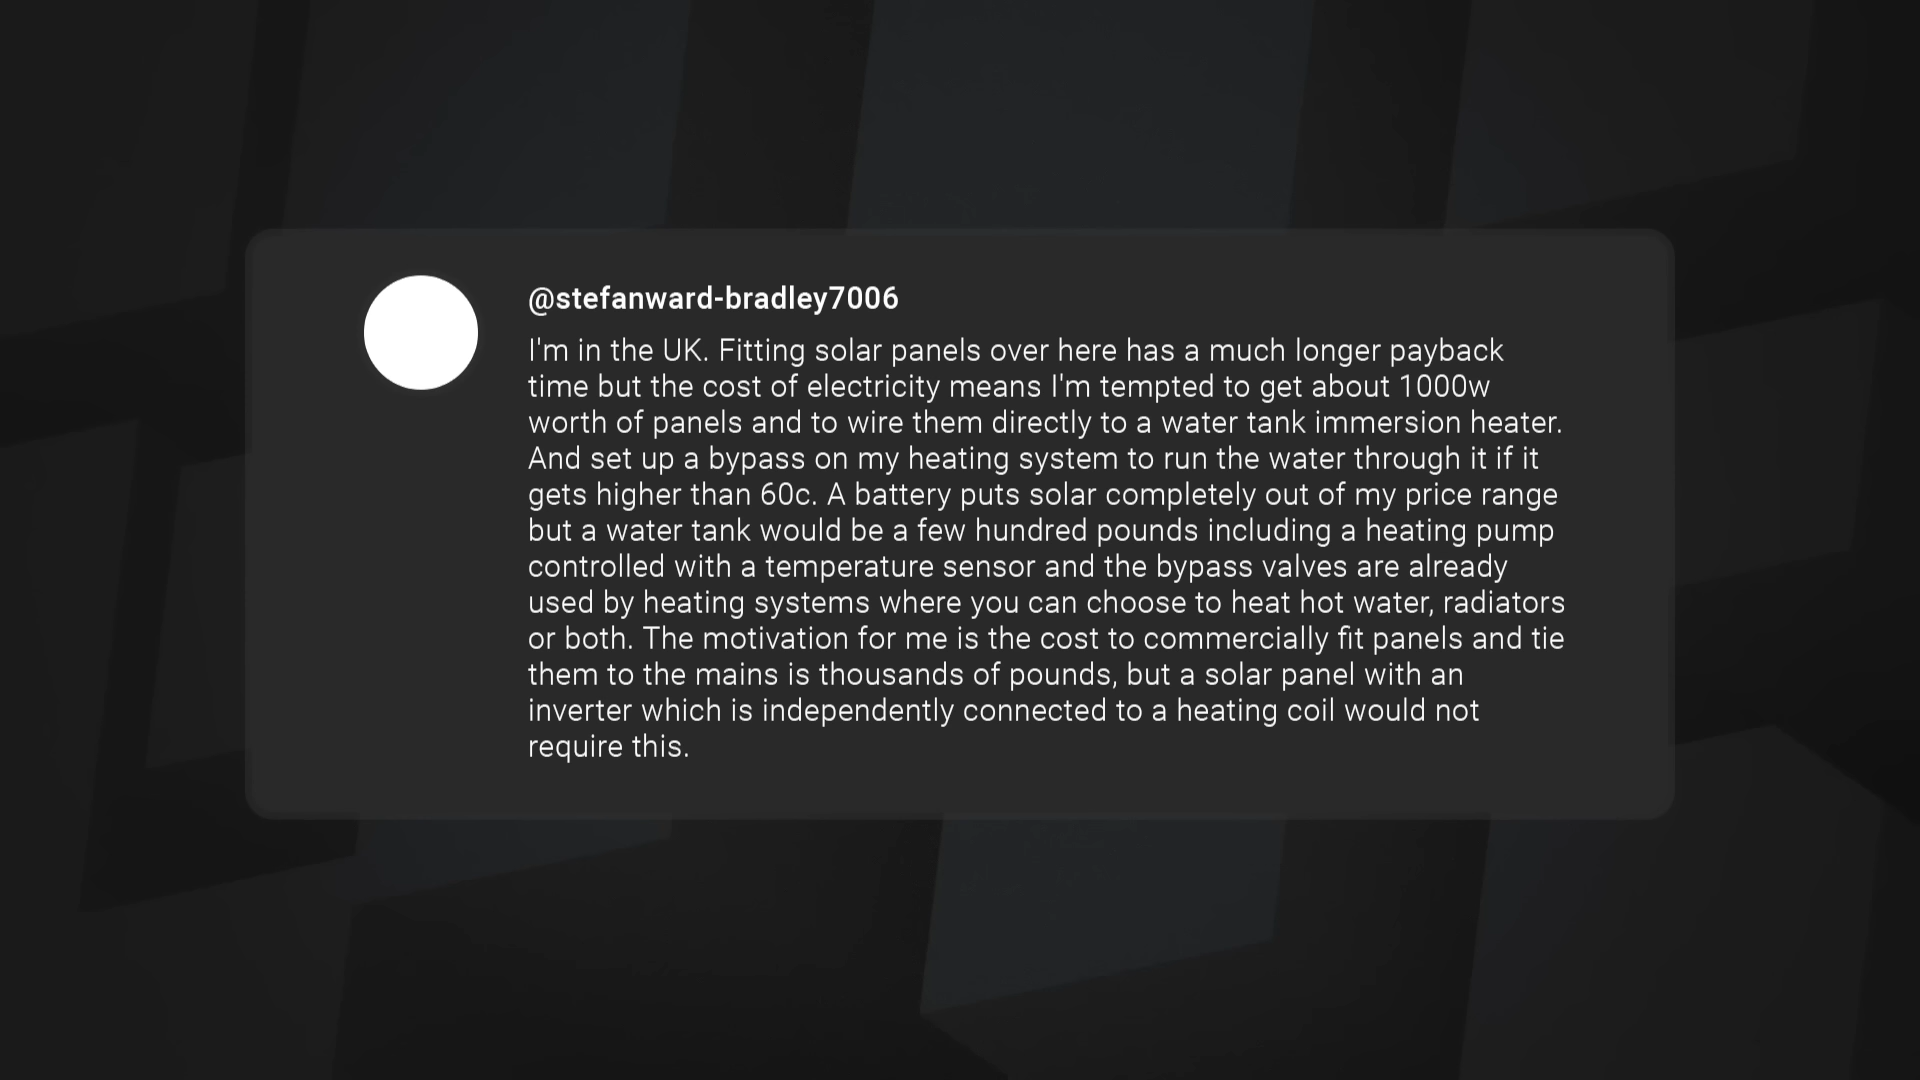 @stefanward-bradley7006
I'm in the UK. Fitting solar panels over here has a much longer payback
time but the cost of electricity means I'm tempted to get about 1000w
worth of panels and to wire them directly to a water tank immersion heater.
And set up a bypass on my heating system to run the water through it if it
gets higher than 60c. A battery puts solar completely out of my price range
but a water tank would be a few hundred pounds including a heating pump
controlled with a temperature sensor and the bypass valves are already
used by heating systems where you can choose to heat hot water, radiators
or both. The motivation for me is the cost to commercially fit panels and tie
them to the mains is thousands of pounds, but a solar panel with an
inverter which is independently connected to a heating coil would not
require this.